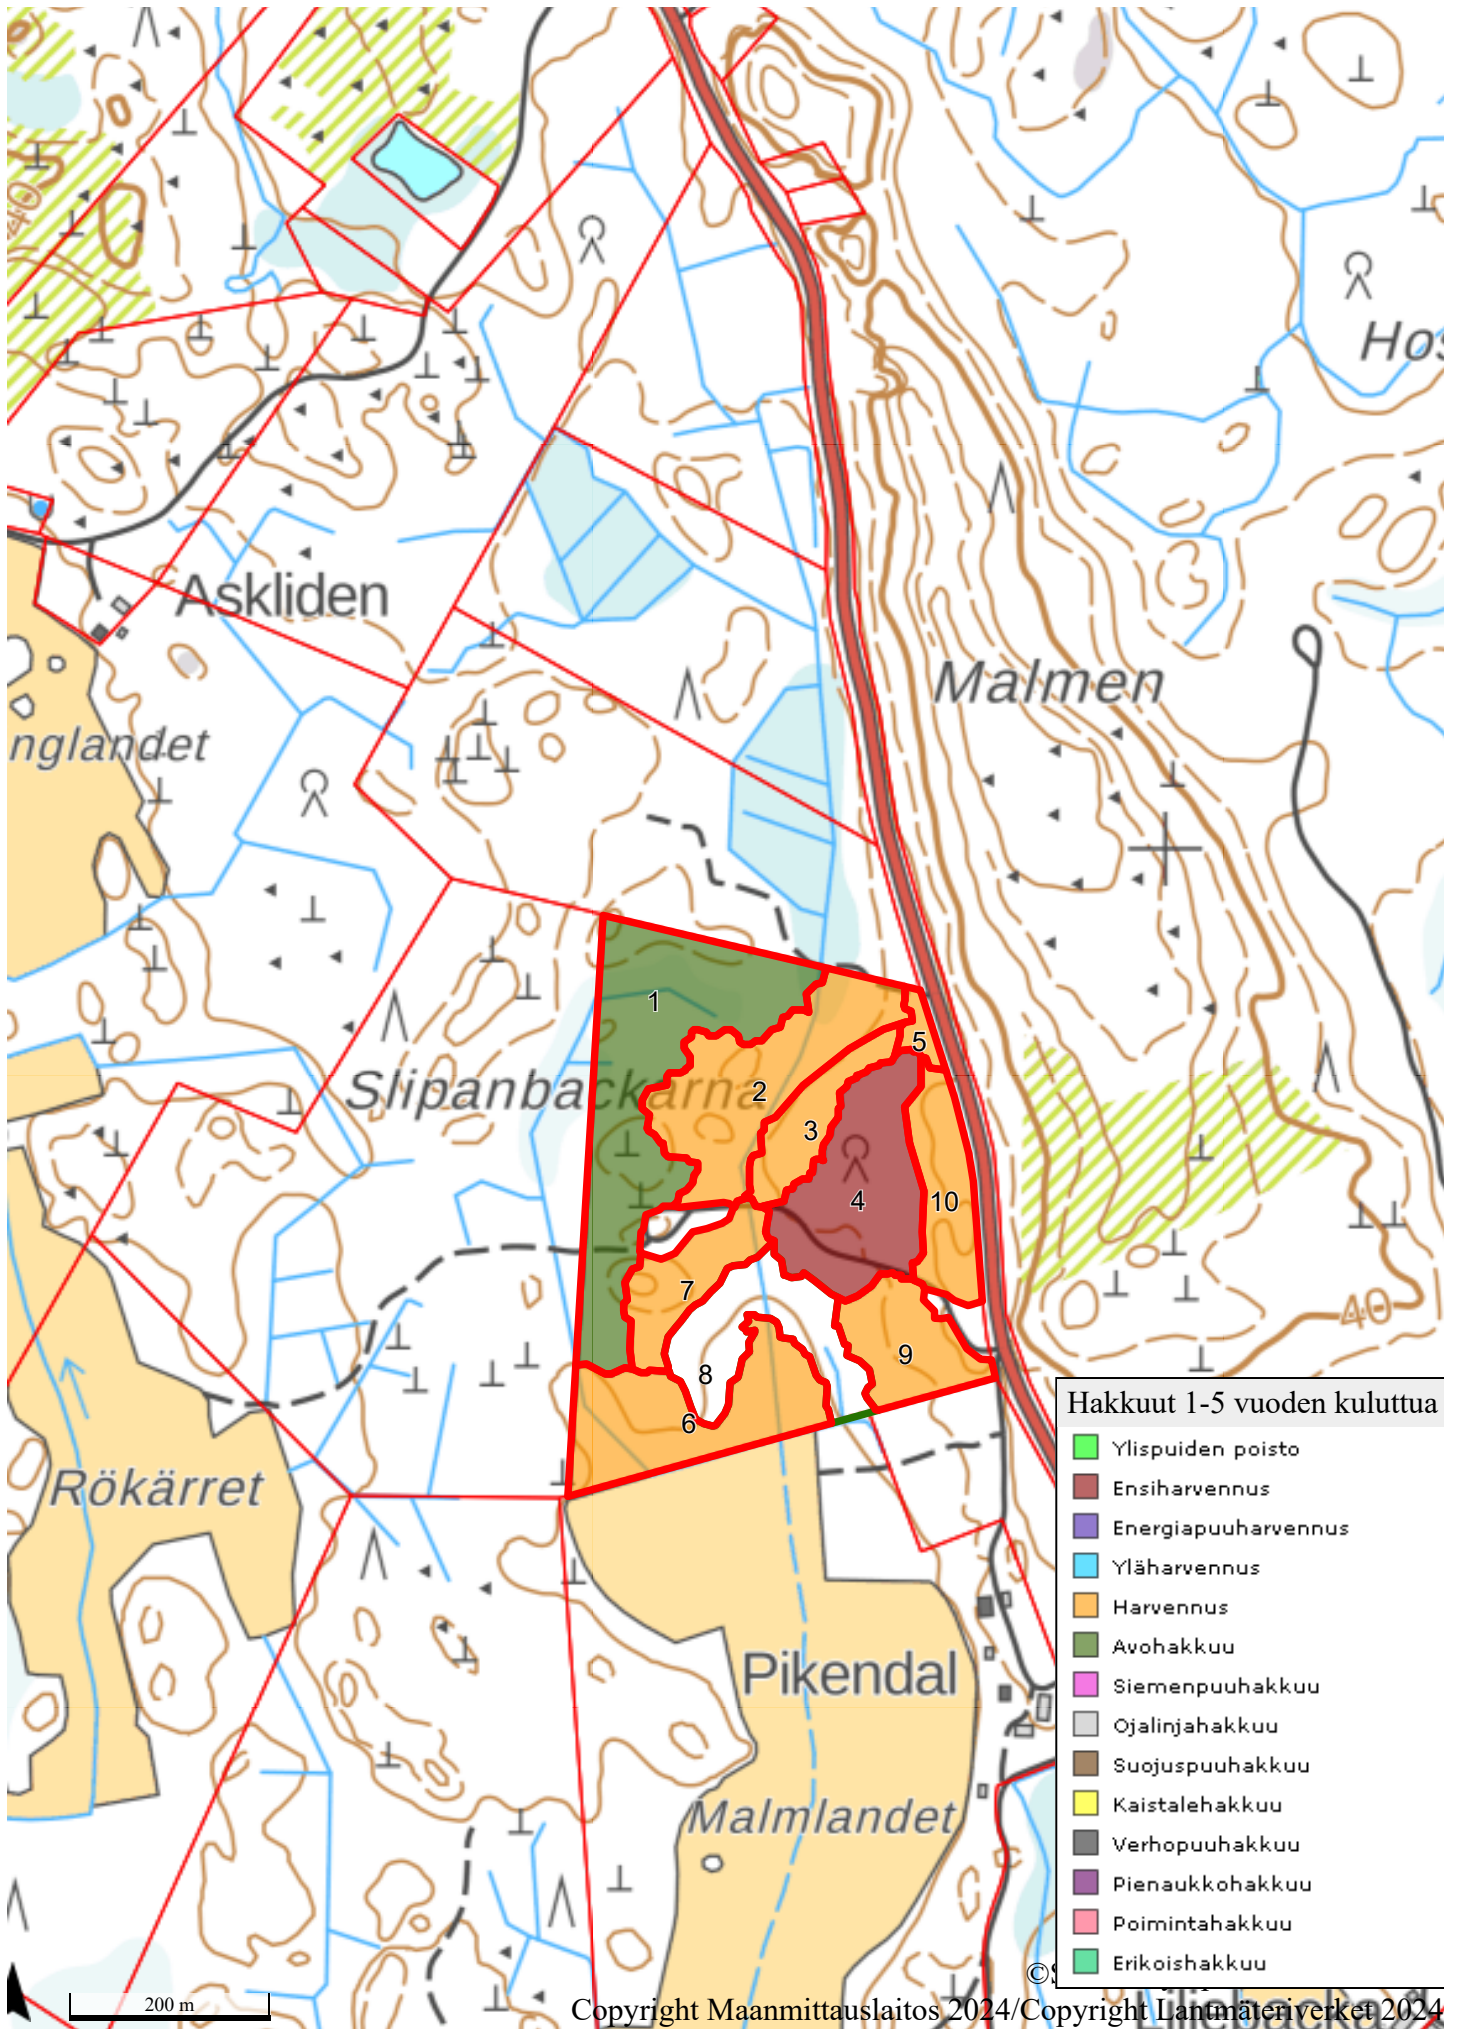 40
Hos
Askliden
Malmen
nglandet
1
5
Slipanbackarna
2
3
4
10
7
40
9
8
6
Hakkuut 1-5 vuoden kuluttua
Ylispuiden poisto
Ensiharvennus
Energiapuuharvennus
Yläharvennus
Harvennus
Avohakkuu
Siemenpuuhakkuu
Ojalinjahakkuu
Suojuspuuhakkuu
Kaistalehakkuu
Verhopuuhakkuu
Pienaukkohakkuu
Poimintahakkuu
Erikoishakkuu
Rökärret
Pikendal
Malmlandet
©S
200 m
Copyright Maanmittauslaitos 2024/Copyright Lantmäteriverket 2024